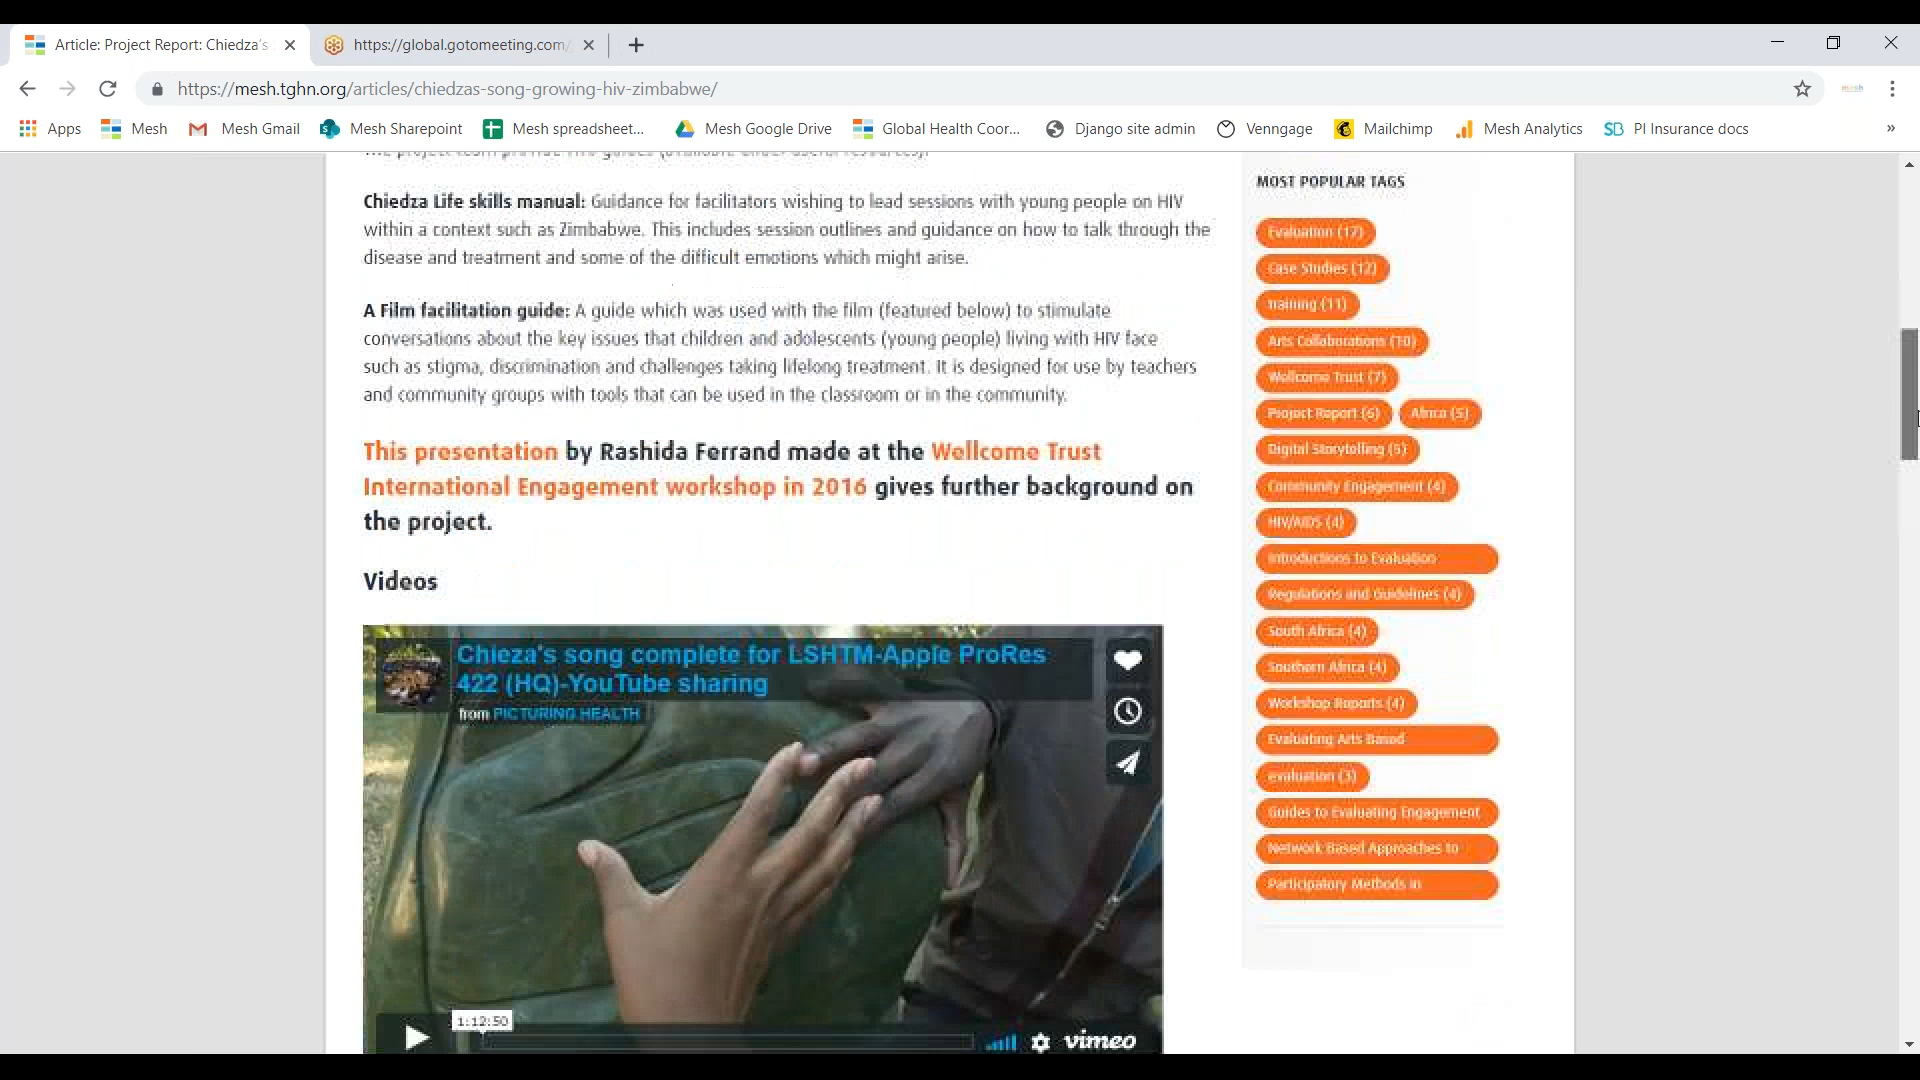 Article: Project Report: Chiedza's
https://global.gotomeeting.com/
https://mesh.tghn.org/articles/chiedzas-song-growing-hiv-zimbabwe/
Apps Mesh Mesh Gmail Mesh Sharepoint Mesh spreadsheet... Mesh Google Drive Global Health Coor... Django site admin Venngage Mailchimp Mesh Analytics SB PI Insurance docs »
Chiedza Life skills manual: Guidance for facilitators wishing to lead sessions with young people on HIV
within a context such as Zimbabwe. This includes session outlines and guidance on how to talk through the
disease and treatment and some of the difficult emotions which might arise.
A Film facilitation guide: A guide which was used with the film (featured below) to stimulate
conversations about the key issues that children and adolescents (young people) living with HIV face
such as stigma, discrimination and challenges taking lifelong treatment. It is designed for use by teachers
and community groups with tools that can be used in the classroom or in the community.
This presentation by Rashida Ferrand made at the Wellcome Trust
International Engagement workshop in 2016 gives further background on
the project.
Videos
Chieza's song complete for LSHTM-Apple ProRes
422 (HQ)-YouTube sharing
from PICTURING HEALTH
1:12:50
vimeo
MOST POPULAR TAGS
Evaluation (17)
Case Studies (12)
training (11)
Arts Collaborations (10)
Wellcome Trust (7)
Project Report (6) Africa (5)
Digital Storytelling (5)
Community Engagement (4)
HIV/AIDS (4)
Introductions to Evaluation
Regulations and Guidelines (4)
South Africa (4)
Southern Africa (4)
Workshop Reports (4)
Evaluating Arts Based
evaluation (3)
Guides to Evaluating Engagement
Network Based Approaches to
Participatory Methods in